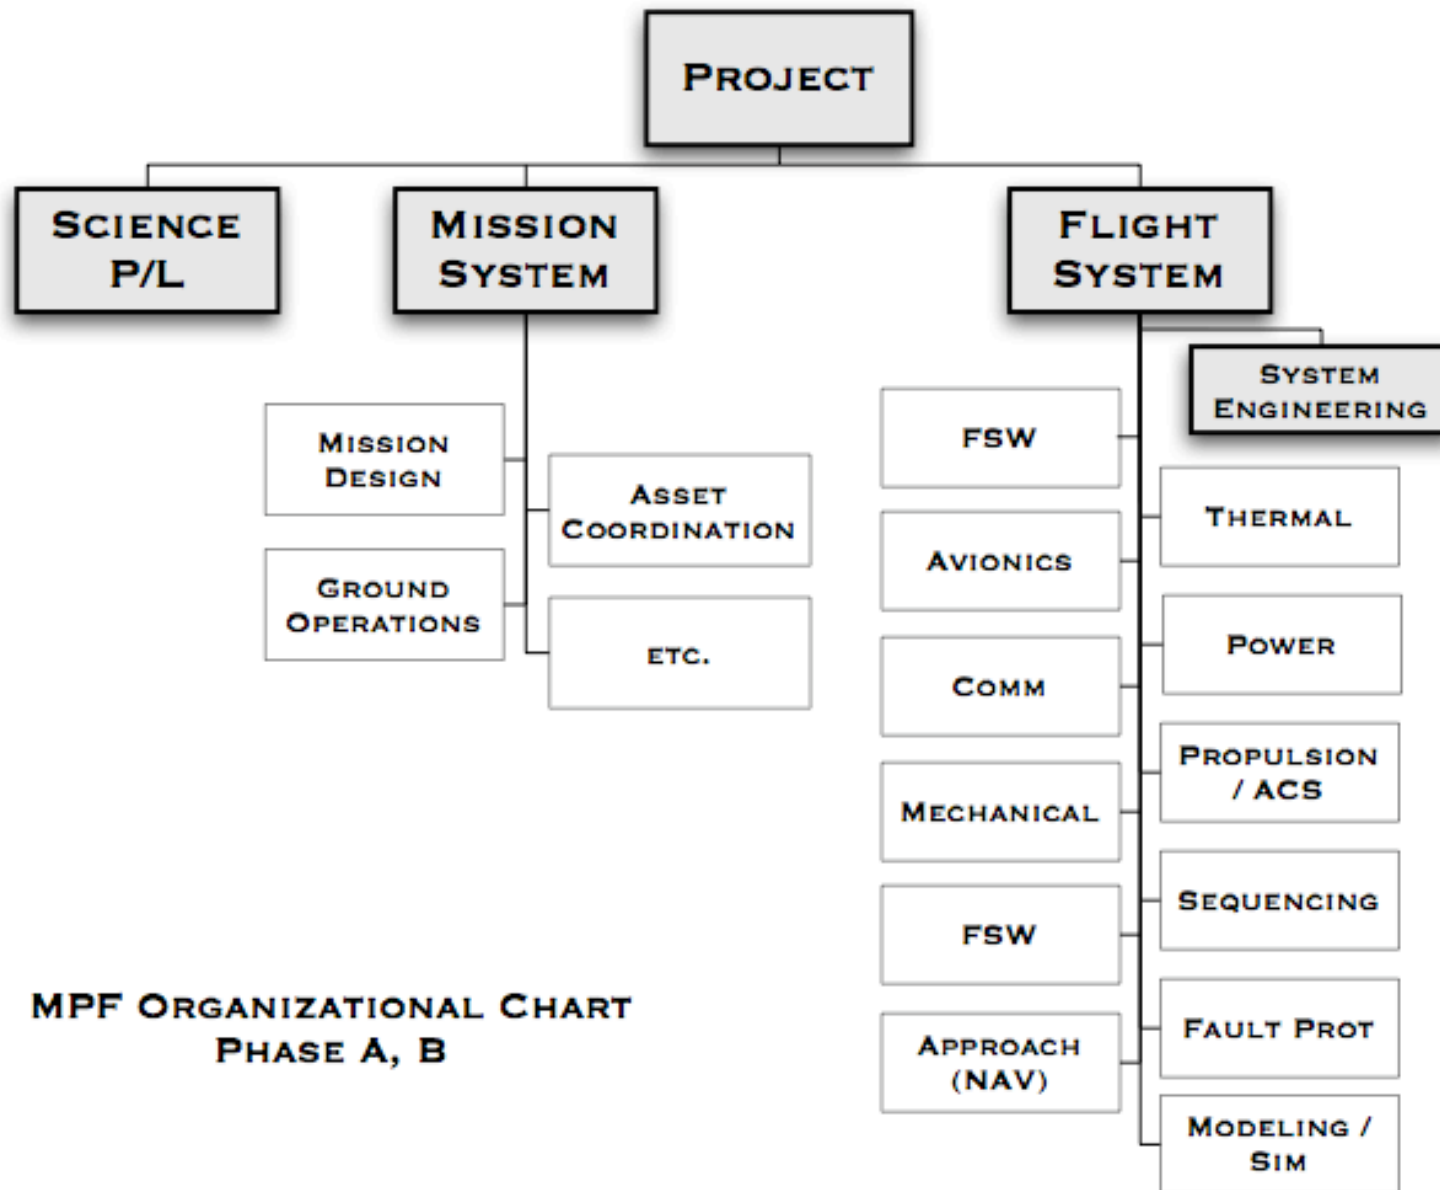 PROJECT
SCIENCE
P/L
MISSION
SYSTEM
FLIGHT
SYSTEM
SYSTEM
ENGINEERING
MISSION
DESIGN
ASSET
COORDINATION
GROUND
OPERATIONS
ETC.
FSW
THERMAL
AVIONICS
POWER
COMM
PROPULSION
/ ACS
MECHANICAL
SEQUENCING
FSW
FAULT PROT
APPROACH
(NAV)
MODELING /
SIM
MPF ORGANIZATIONAL CHART
PHASE A, B